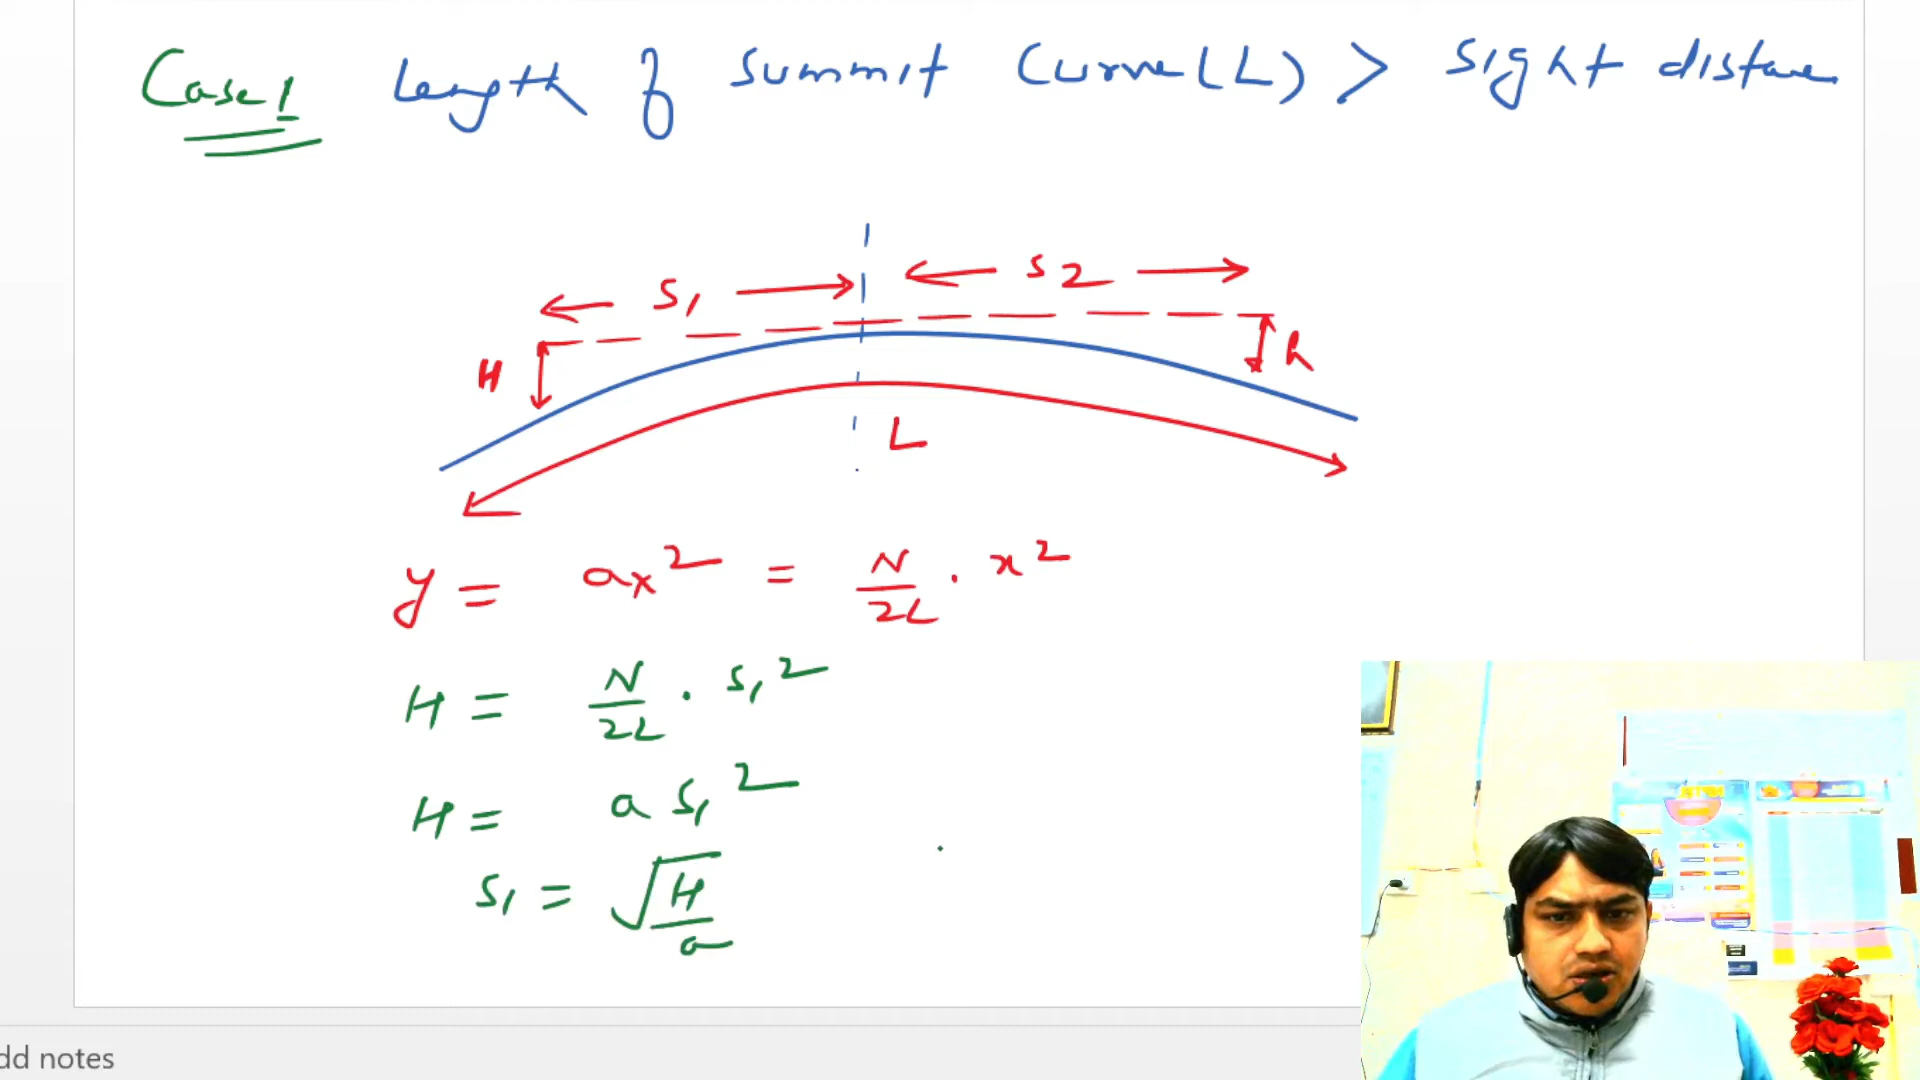 Case 1 Length of Summit Curve (L) > Sight distance
S1 S2
H h
L
y = ax² = N/2L · x²
H = N/2L · S1²
H = a S1²
S1 = √H/a
dd notes